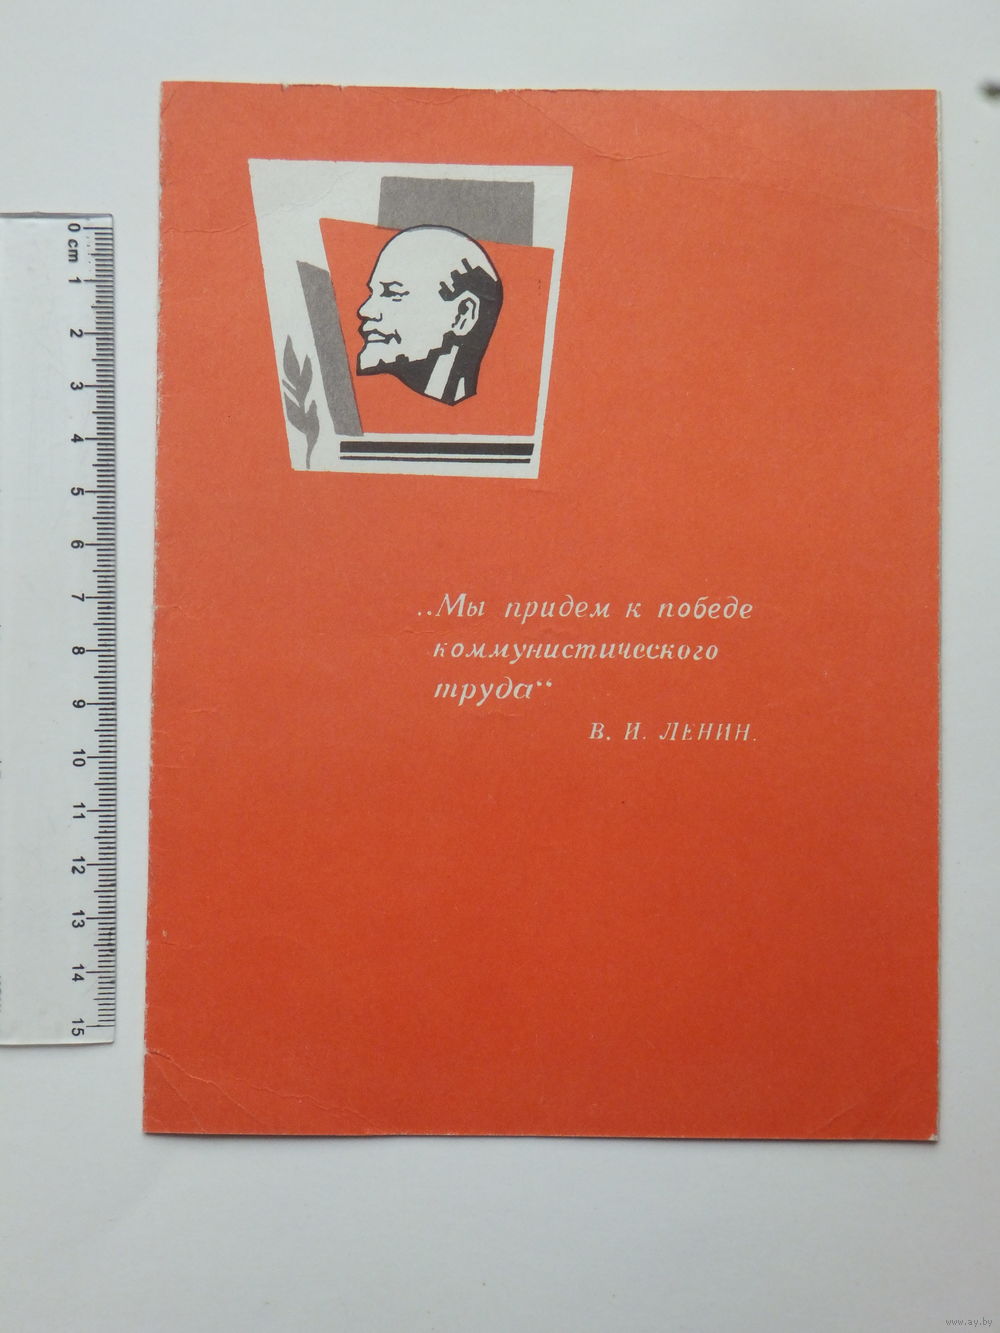 0 cm 1 2 3 4 5 6 7 8 9 10 11 12 13 14 15
„Мы придем к победе
коммунистического
труда“
В. И. ЛЕНИН.
www.ay.by